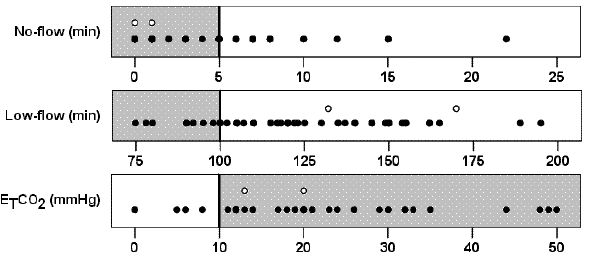 No-flow (min)
0 5 10 15 20 25
Low-flow (min)
75 100 125 150 175 200
ETCO2 (mmHg)
0 10 20 30 40 50